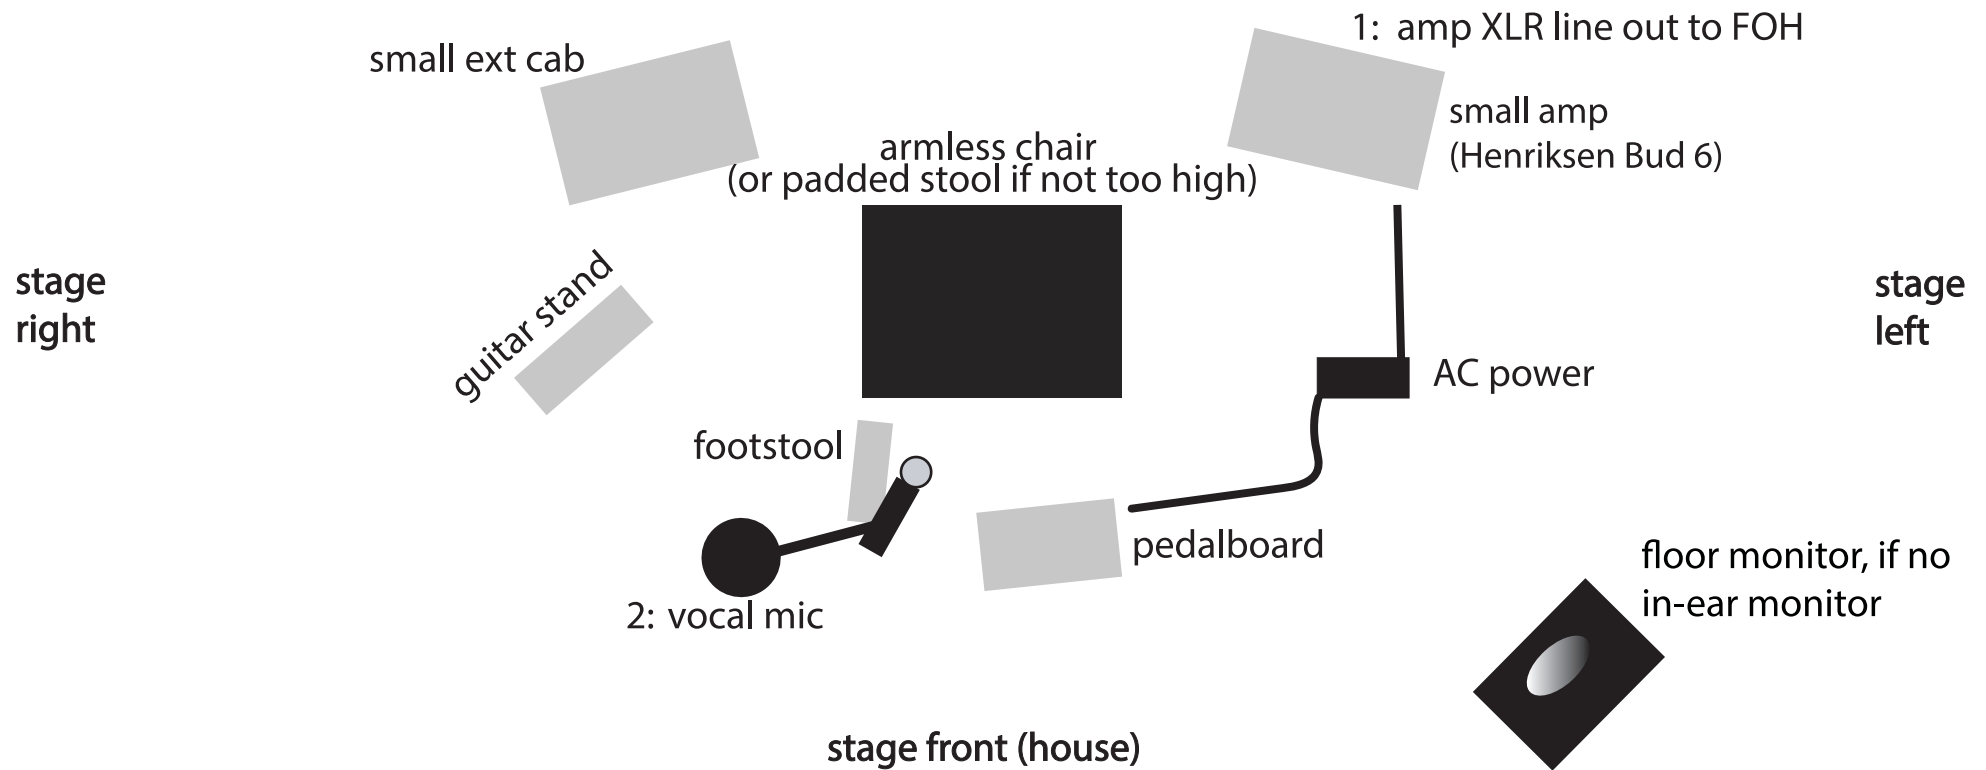 1: amp XLR line out to FOH
small ext cab
small amp
(Henriksen Bud 6)
armless chair
(or padded stool if not too high)
stage
right
guitar stand
stage
left
AC power
footstool
pedalboard
2: vocal mic
floor monitor, if no
in-ear monitor
stage front (house)